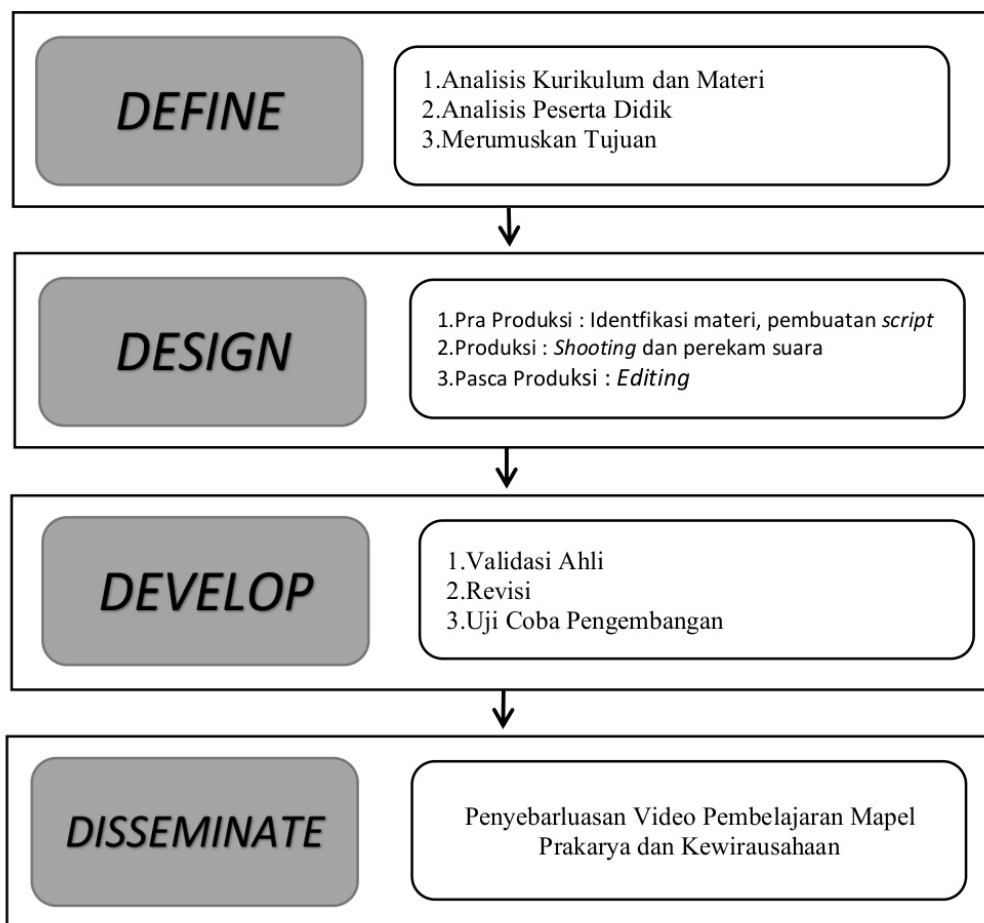 DEFINE
1.Analisis Kurikulum dan Materi
2.Analisis Peserta Didik
3.Merumuskan Tujuan
DESIGN
1.Pra Produksi : Identfikasi materi, pembuatan script
2.Produksi : Shooting dan perekam suara
3.Pasca Produksi : Editing
DEVELOP
1.Validasi Ahli
2.Revisi
3.Uji Coba Pengembangan
DISSEMINATE
Penyebarluasan Video Pembelajaran Mapel
Prakarya dan Kewirausahaan